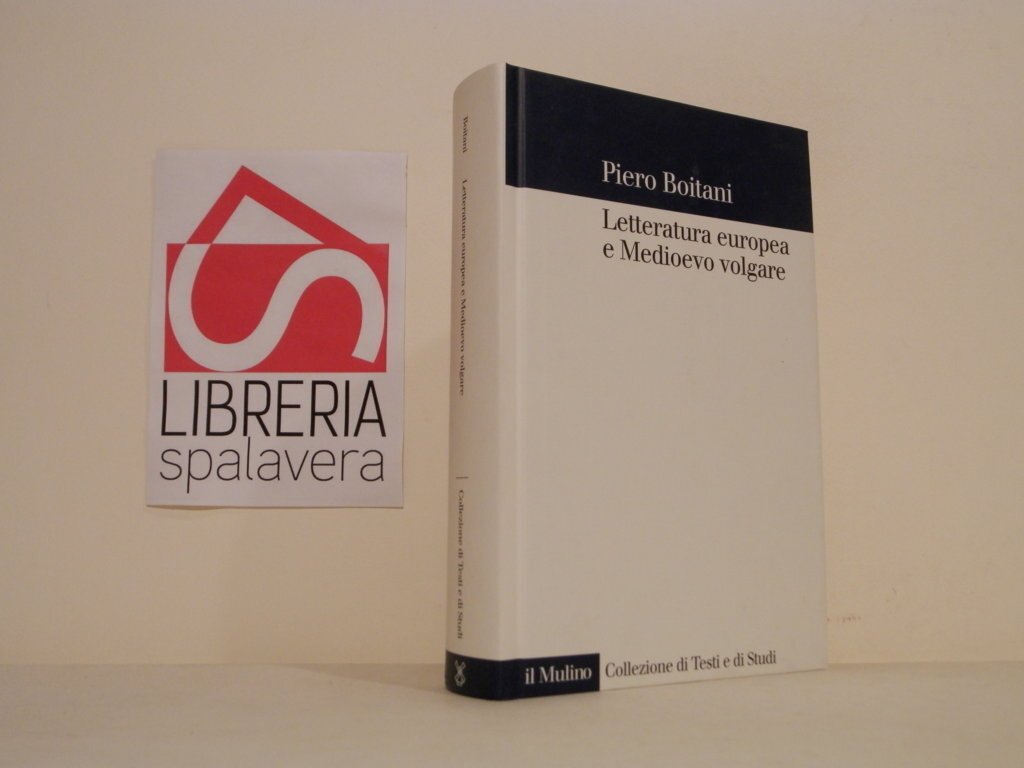 LIBRERIA
spalavera
Boitani Letteratura europea e Medioevo volgare Collezione di Testi e di Studi
Piero Boitani
Letteratura europea
e Medioevo volgare
il Mulino Collezione di Testi e di Studi